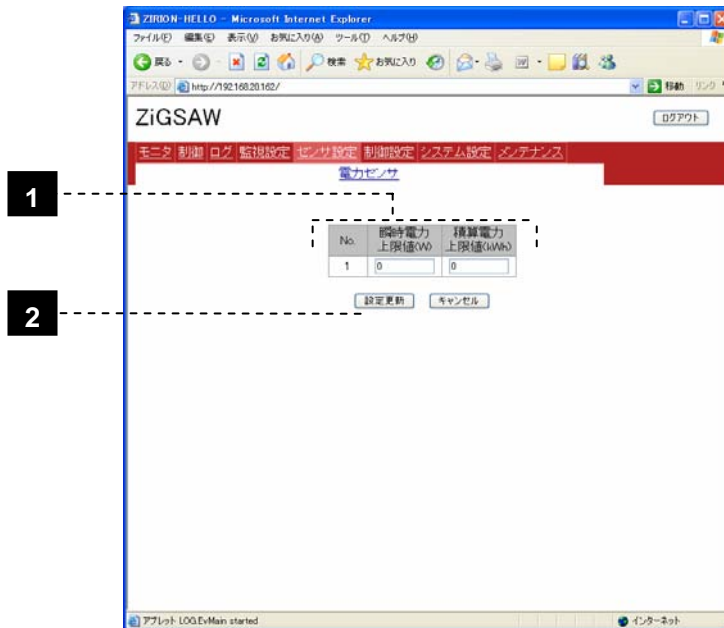 ZIRION-HELLO - Microsoft Internet Explorer
ファイル(F) 編集(E) 表示(V) お気に入り(A) ツール(T) ヘルプ(H)
戻る 検索 お気に入り
アドレス(D) http://192.168.20.162/ 移動 リンク
ZiGSAW ログアウト
モニタ 制御 ログ 監視設定 センサ設定 制御設定 システム設定 メンテナンス
電力センサ
1
No. 瞬時電力上限値(W) 積算電力上限値(kWh)
1 0 0
設定更新 キャンセル
2
アプレット LOG.EvMain started インターネット